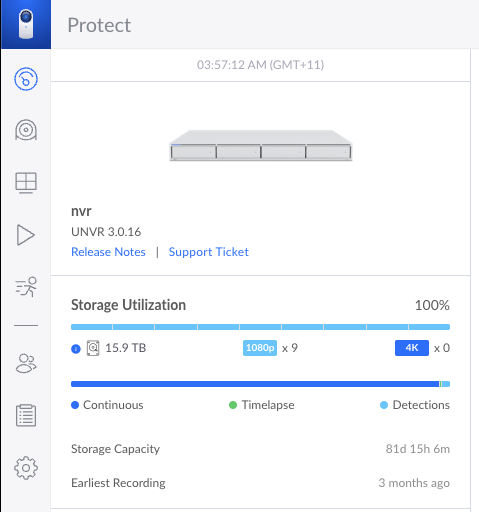 Protect
03:57:12 AM (GMT+11)
nvr
UNVR 3.0.16
Release Notes | Support Ticket
Storage Utilization 100%
15.9 TB 1080p x 9 4K x 0
Continuous Timelapse Detections
Storage Capacity 81d 15h 6m
Earliest Recording 3 months ago